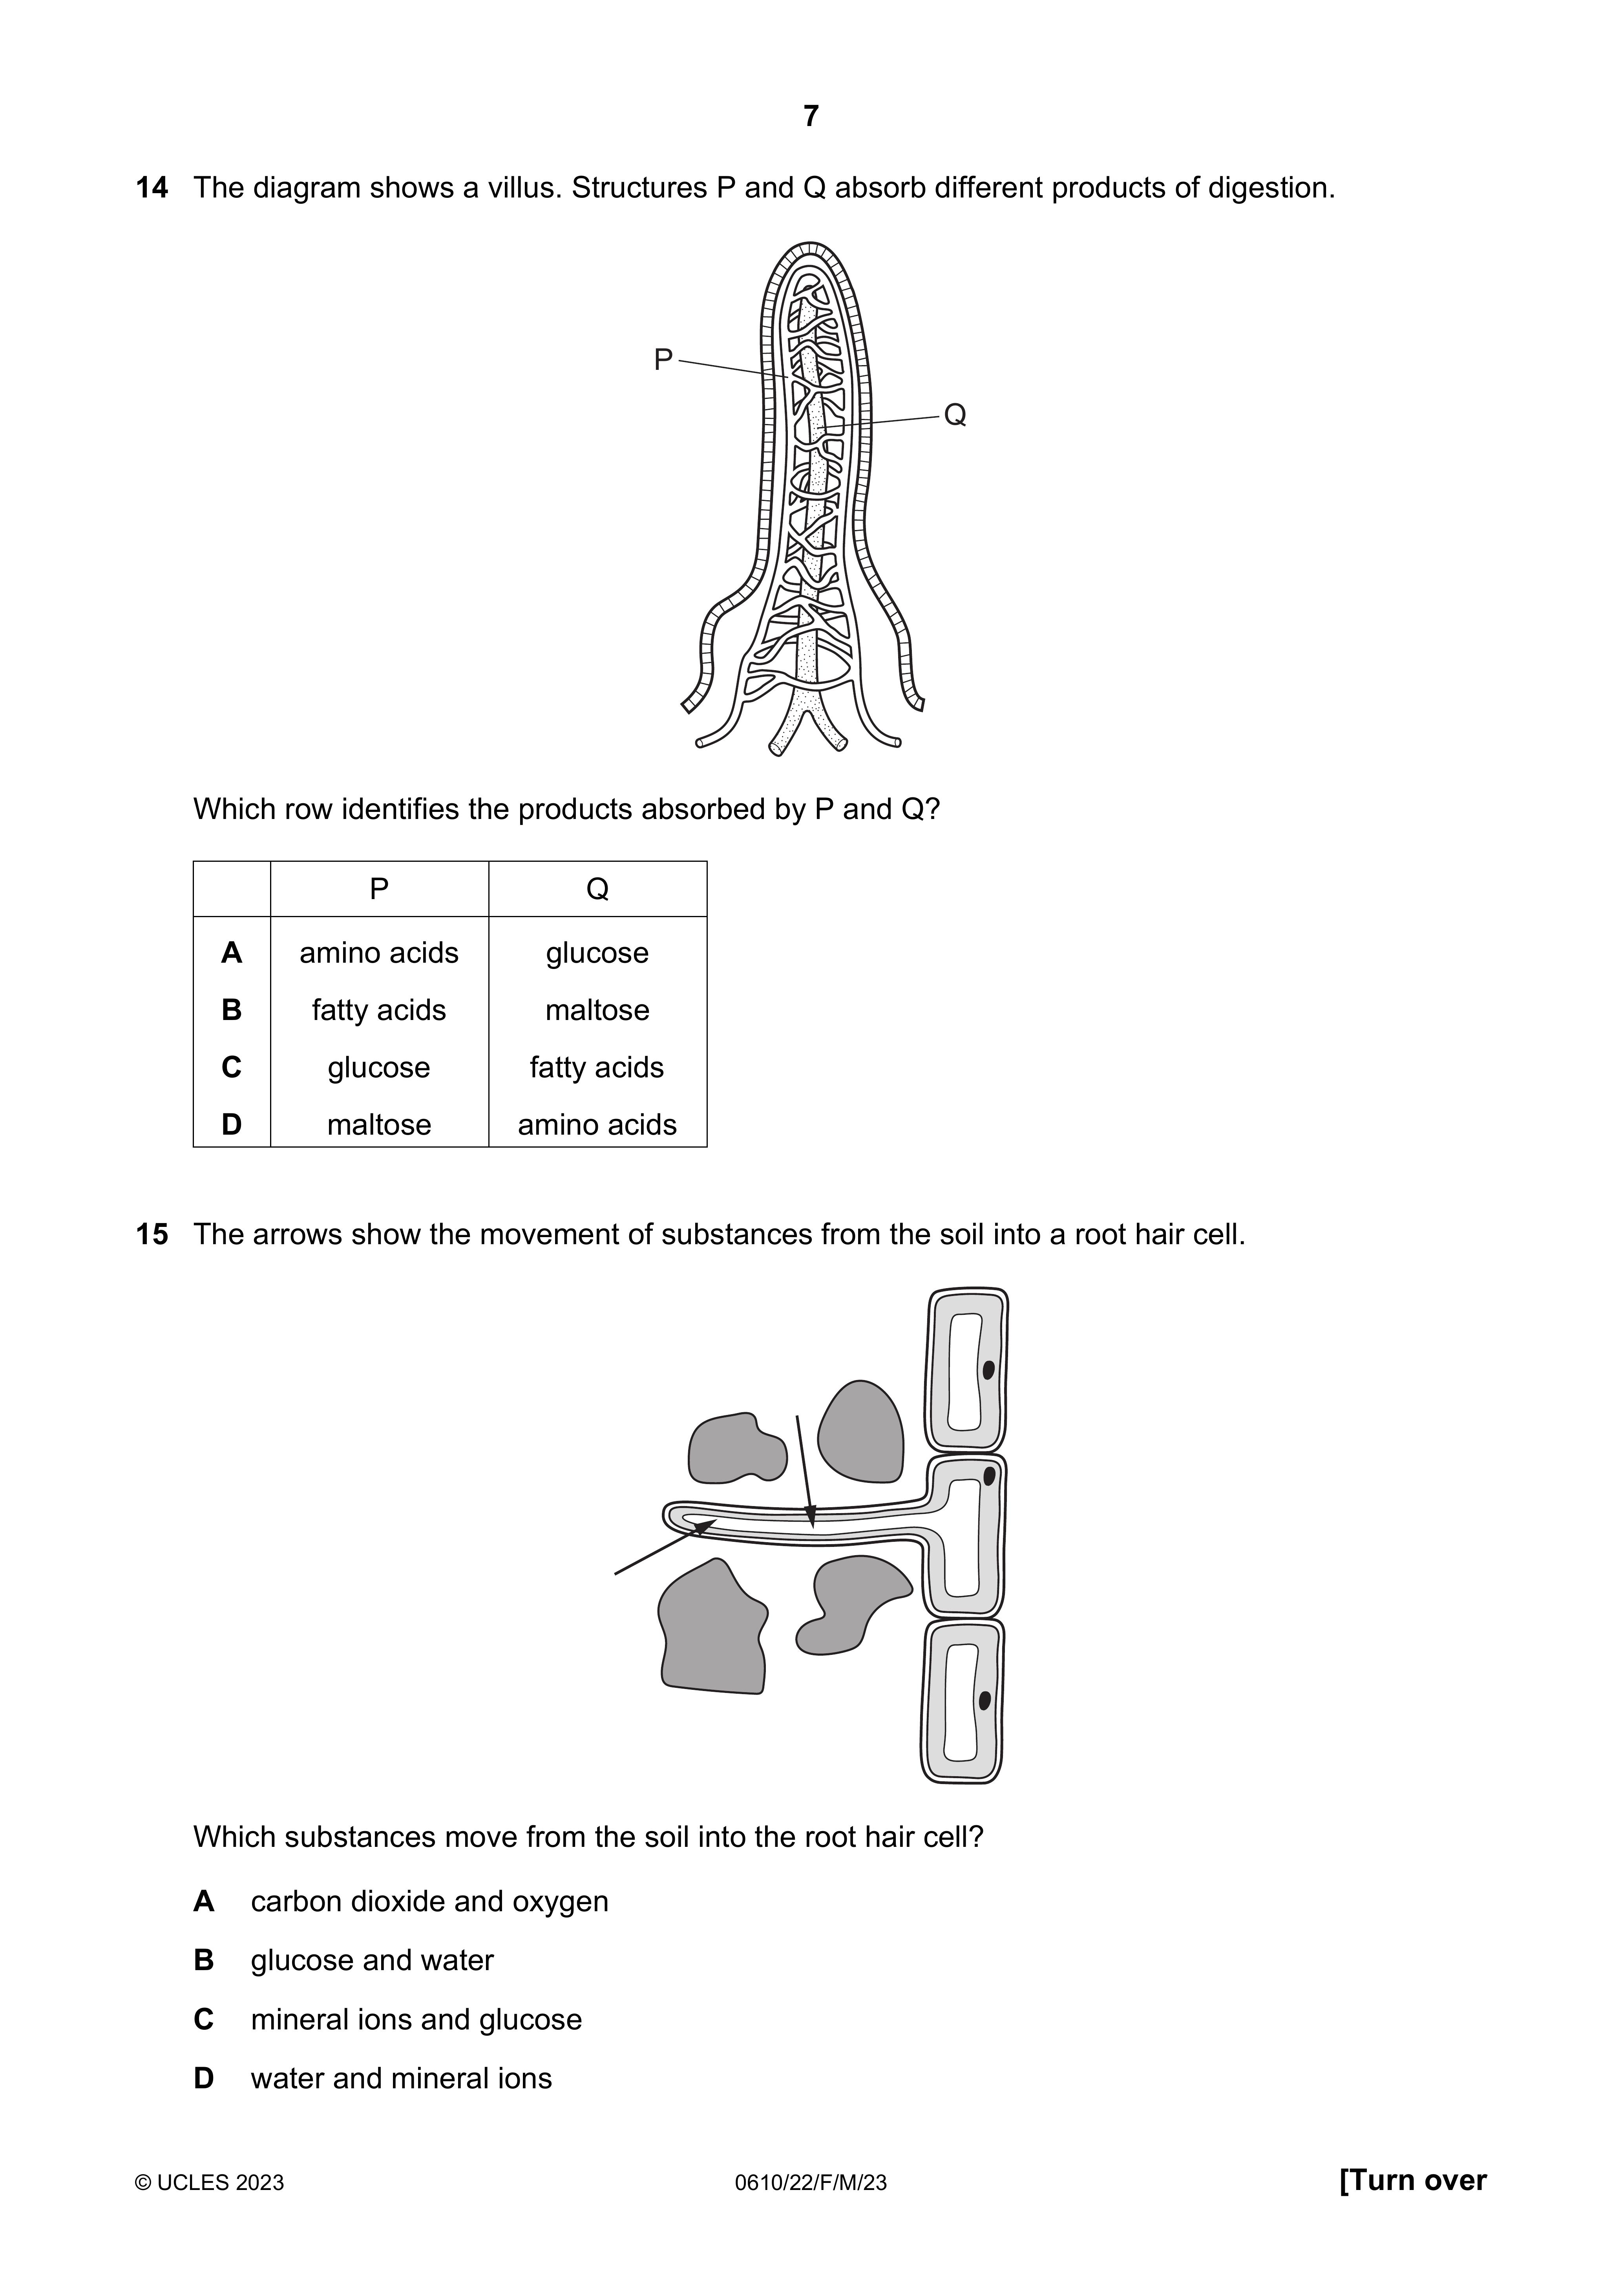 7
14 The diagram shows a villus. Structures P and Q absorb different products of digestion.
P
Q
Which row identifies the products absorbed by P and Q?
P Q
A amino acids glucose
B fatty acids maltose
C glucose fatty acids
D maltose amino acids
15 The arrows show the movement of substances from the soil into a root hair cell.
Which substances move from the soil into the root hair cell?
A carbon dioxide and oxygen
B glucose and water
C mineral ions and glucose
D water and mineral ions
© UCLES 2023 0610/22/F/M/23 [Turn over